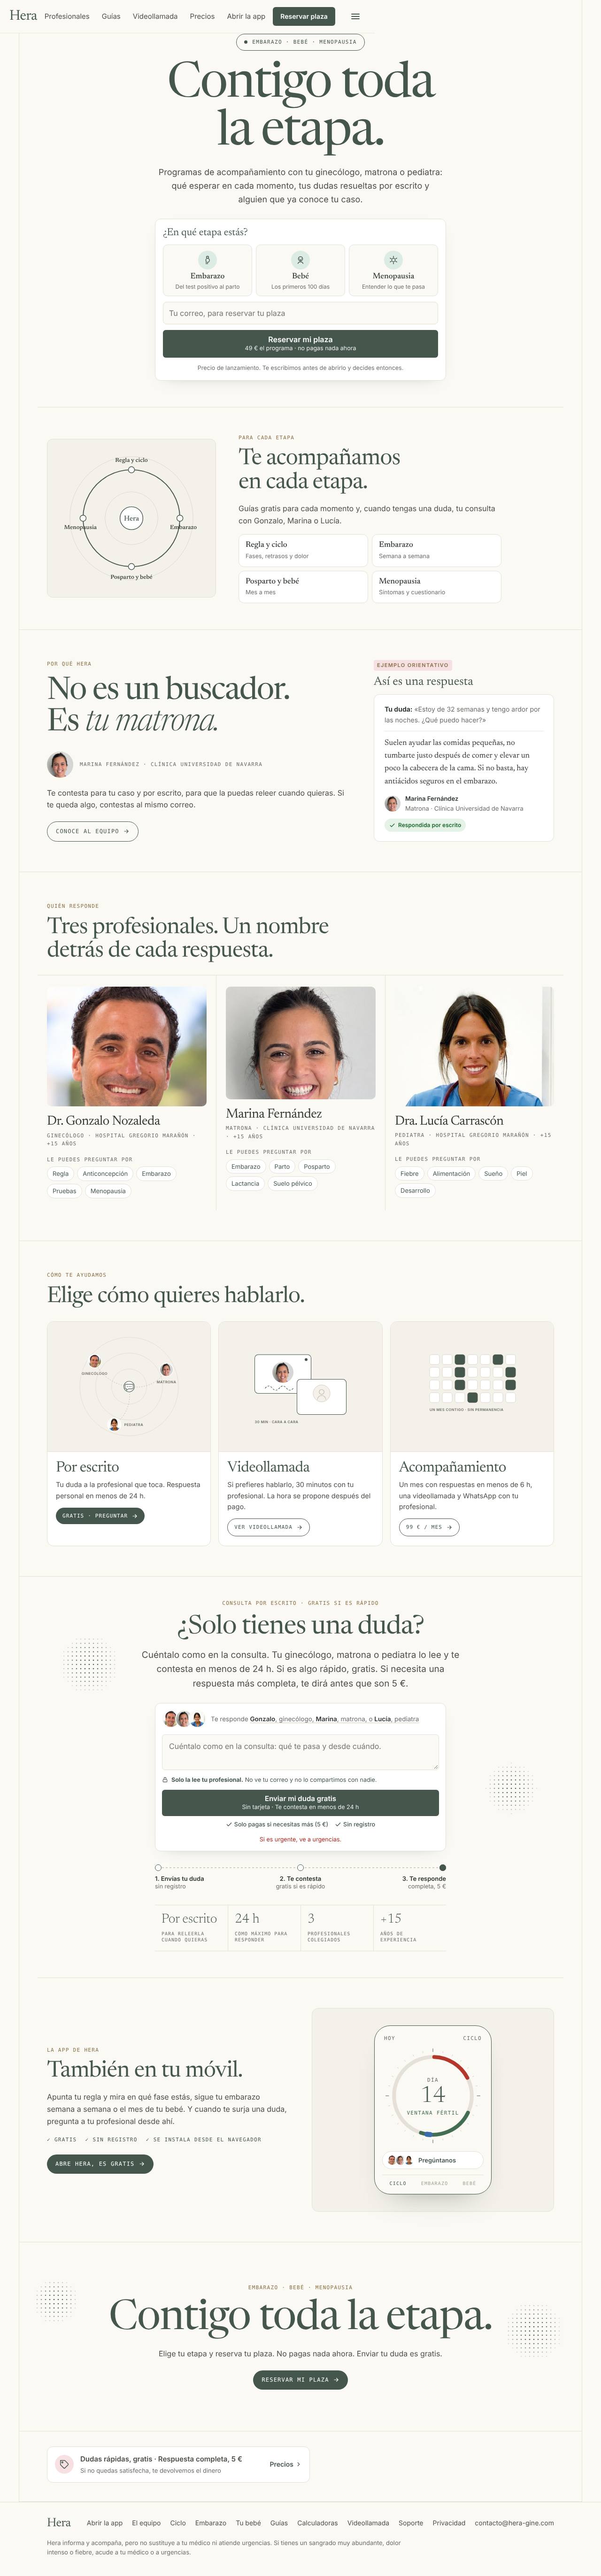 Hera Profesionales Guías Videollamada Precios Abrir la app Reservar plaza
EMBARAZO · BEBÉ · MENOPAUSIA
Contigo toda
la etapa.
Programas de acompañamiento con tu ginecólogo, matrona o pediatra:
qué esperar en cada momento, tus dudas resueltas por escrito y
alguien que ya conoce tu caso.
¿En qué etapa estás?
Embarazo
Del test positivo al parto
Bebé
Los primeros 100 días
Menopausia
Entender lo que te pasa
Tu correo, para reservar tu plaza
Reservar mi plaza
49 € el programa · no pagas nada ahora
Precio de lanzamiento. Te escribimos antes de abrirlo y decides entonces.
Regla y ciclo
Menopausia
Hera
Embarazo
Posparto y bebé
PARA CADA ETAPA
Te acompañamos
en cada etapa.
Guías gratis para cada momento y, cuando tengas una duda, tu consulta
con Gonzalo, Marina o Lucía.
Regla y ciclo
Fases, retrasos y dolor
Embarazo
Semana a semana
Posparto y bebé
Mes a mes
Menopausia
Síntomas y cuestionario
POR QUÉ HERA
No es un buscador.
Es tu matrona.
MARINA FERNÁNDEZ · CLÍNICA UNIVERSIDAD DE NAVARRA
Te contesta para tu caso y por escrito, para que la puedas releer cuando quieras. Si
te queda algo, contestas al mismo correo.
CONOCE AL EQUIPO →
EJEMPLO ORIENTATIVO
Así es una respuesta
Tu duda: «Estoy de 32 semanas y tengo ardor por
las noches. ¿Qué puedo hacer?»
Suelen ayudar las comidas pequeñas, no
tumbarte justo después de comer y elevar un
poco la cabecera de la cama. Si no basta, hay
antiácidos seguros en el embarazo.
Marina Fernández
Matrona · Clínica Universidad de Navarra
✓ Respondida por escrito
QUIÉN RESPONDE
Tres profesionales. Un nombre
detrás de cada respuesta.
Dr. Gonzalo Nozaleda
GINECÓLOGO · HOSPITAL GREGORIO MARAÑÓN ·
+15 AÑOS
LE PUEDES PREGUNTAR POR
Regla Anticoncepción Embarazo
Pruebas Menopausia
Marina Fernández
MATRONA · CLÍNICA UNIVERSIDAD DE NAVARRA
· +15 AÑOS
LE PUEDES PREGUNTAR POR
Embarazo Parto Posparto
Lactancia Suelo pélvico
Dra. Lucía Carrascón
PEDIATRA · HOSPITAL GREGORIO MARAÑÓN · +15
AÑOS
LE PUEDES PREGUNTAR POR
Fiebre Alimentación Sueño Piel
Desarrollo
CÓMO TE AYUDAMOS
Elige cómo quieres hablarlo.
GINECÓLOGO
MATRONA
PEDIATRA
Por escrito
Tu duda a la profesional que toca. Respuesta
personal en menos de 24 h.
GRATIS · PREGUNTAR →
30 MIN · CARA A CARA
Videollamada
Si prefieres hablarlo, 30 minutos con tu
profesional. La hora se propone después del
pago.
VER VIDEOLLAMADA →
UN MES CONTIGO · SIN PERMANENCIA
Acompañamiento
Un mes con respuestas en menos de 6 h,
una videollamada y WhatsApp con tu
profesional.
99 € / MES →
CONSULTA POR ESCRITO · GRATIS SI ES RÁPIDO
¿Solo tienes una duda?
Cuéntalo como en la consulta. Tu ginecólogo, matrona o pediatra lo lee y te
contesta en menos de 24 h. Si es algo rápido, gratis. Si necesita una
respuesta más completa, te dirá antes que son 5 €.
Te responde Gonzalo, ginecólogo, Marina, matrona, o Lucía, pediatra
Cuéntalo como en la consulta: qué te pasa y desde cuándo.
Solo la lee tu profesional. No ve tu correo y no lo compartimos con nadie.
Enviar mi duda gratis
Sin tarjeta · Te contesta en menos de 24 h
✓ Solo pagas si necesitas más (5 €) ✓ Sin registro
Si es urgente, ve a urgencias.
1. Envías tu duda
sin registro
2. Te contesta
gratis si es rápido
3. Te responde
completa, 5 €
Por escrito
PARA RELEERLA
CUANDO QUIERAS
24 h
COMO MÁXIMO PARA
RESPONDER
3
PROFESIONALES
COLEGIADOS
+15
AÑOS DE
EXPERIENCIA
LA APP DE HERA
También en tu móvil.
Apunta tu regla y mira en qué fase estás, sigue tu embarazo
semana a semana o el mes de tu bebé. Y cuando te surja una duda,
pregunta a tu profesional desde ahí.
✓ GRATIS ✓ SIN REGISTRO ✓ SE INSTALA DESDE EL NAVEGADOR
ABRE HERA, ES GRATIS →
HOY CICLO
DÍA
14
VENTANA FÉRTIL
Pregúntanos
CICLO EMBARAZO BEBÉ
EMBARAZO · BEBÉ · MENOPAUSIA
Contigo toda la etapa.
Elige tu etapa y reserva tu plaza. No pagas nada ahora. Enviar tu duda es gratis.
RESERVAR MI PLAZA →
Dudas rápidas, gratis · Respuesta completa, 5 €
Si no quedas satisfecha, te devolvemos el dinero
Precios ›
Hera Abrir la app El equipo Ciclo Embarazo Tu bebé Guías Calculadoras Videollamada Soporte Privacidad contacto@hera-gine.com
Hera informa y acompaña, pero no sustituye a tu médico ni atiende urgencias. Si tienes un sangrado muy abundante, dolor
intenso o fiebre, acude a tu médico o a urgencias.